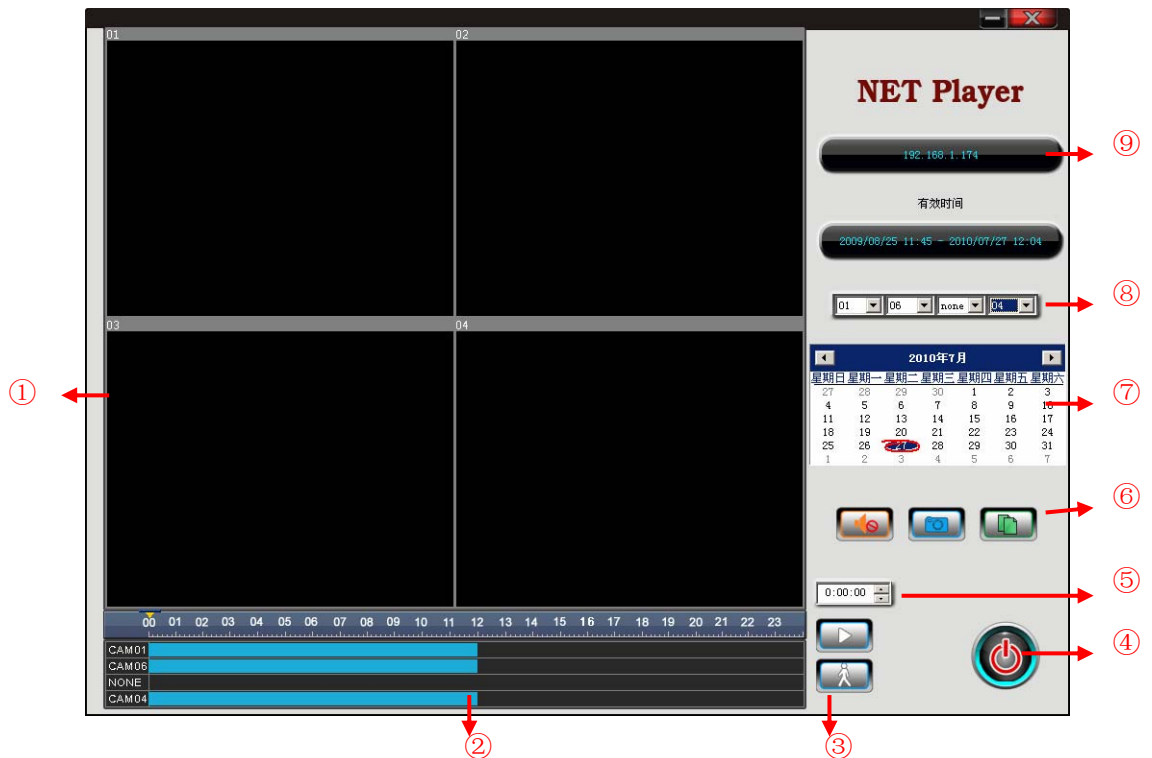 01 02
NET Player
⑨
192.168.1.174
有效时间
2009/08/25 11:45 - 2010/07/27 12:04
⑧
01 06 none 04
03 04
2010年7月
星期日 星期一 星期二 星期三 星期四 星期五 星期六
27 28 29 30 1 2 3
4 5 6 7 8 9 10
11 12 13 14 15 16 17
18 19 20 21 22 23 24
25 26 27 28 29 30 31
1 2 3 4 5 6 7
①
⑦
⑥
⑤
0:00:00
00 01 02 03 04 05 06 07 08 09 10 11 12 13 14 15 16 17 18 19 20 21 22 23
CAM01
CAM06
NONE
CAM04
④
②
③